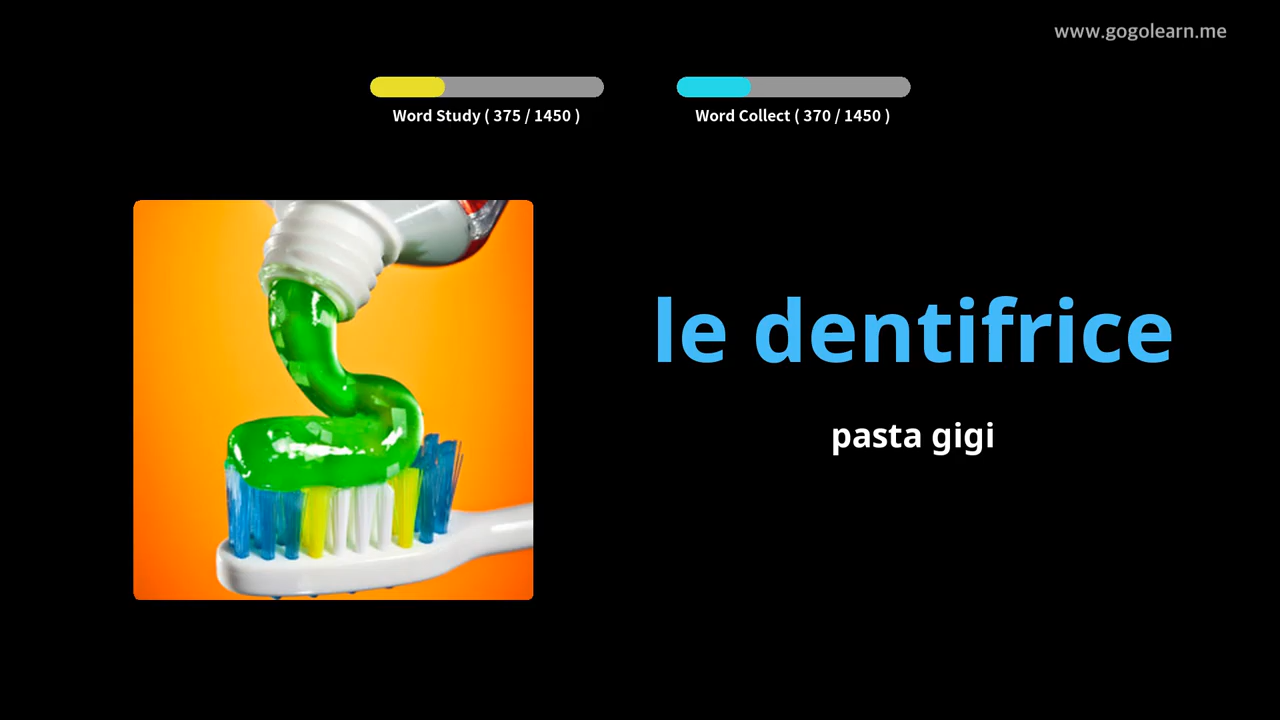 www.gogolearn.me
Word Study ( 375 / 1450 )
Word Collect ( 370 / 1450 )
le dentifrice
pasta gigi